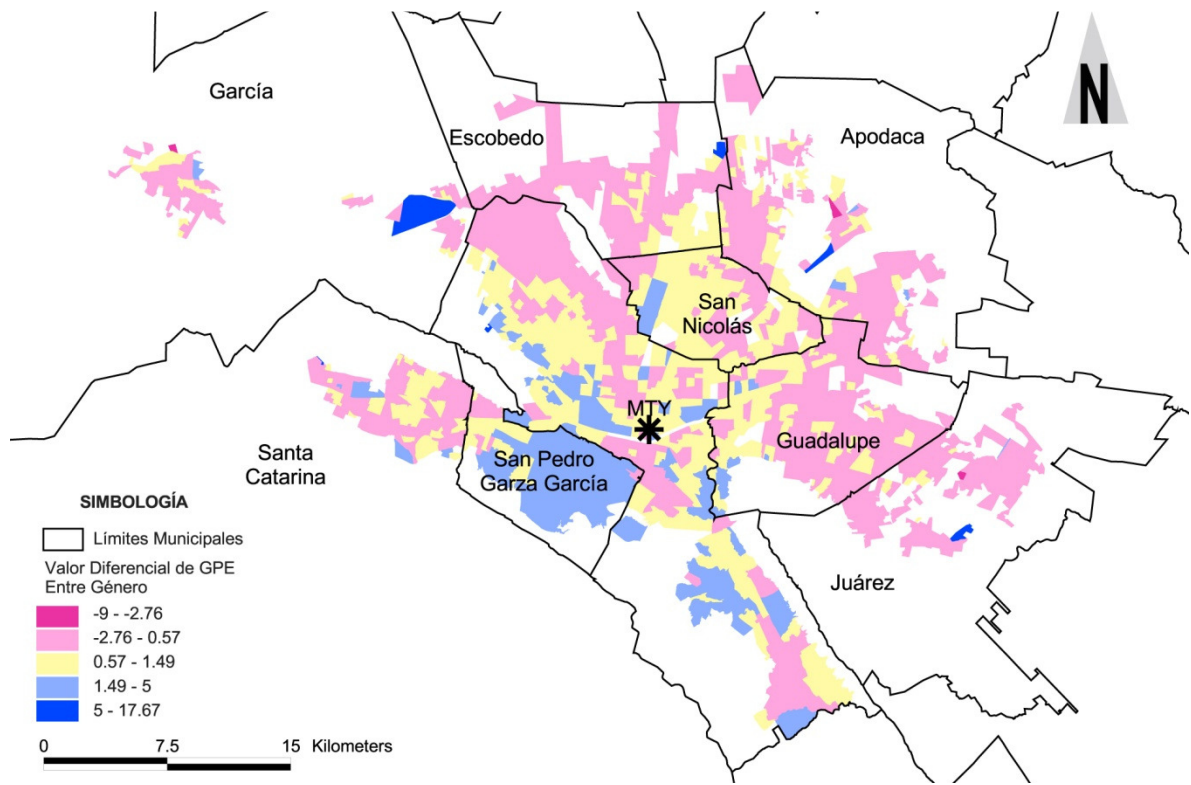 N
García
Escobedo
Apodaca
San
Nicolás
MTY
Guadalupe
Santa
Catarina
San Pedro
Garza García
Juárez
SIMBOLOGÍA
Límites Municipales
Valor Diferencial de GPE
Entre Género
-9 - -2.76
-2.76 - 0.57
0.57 - 1.49
1.49 - 5
5 - 17.67
0 7.5 15 Kilometers